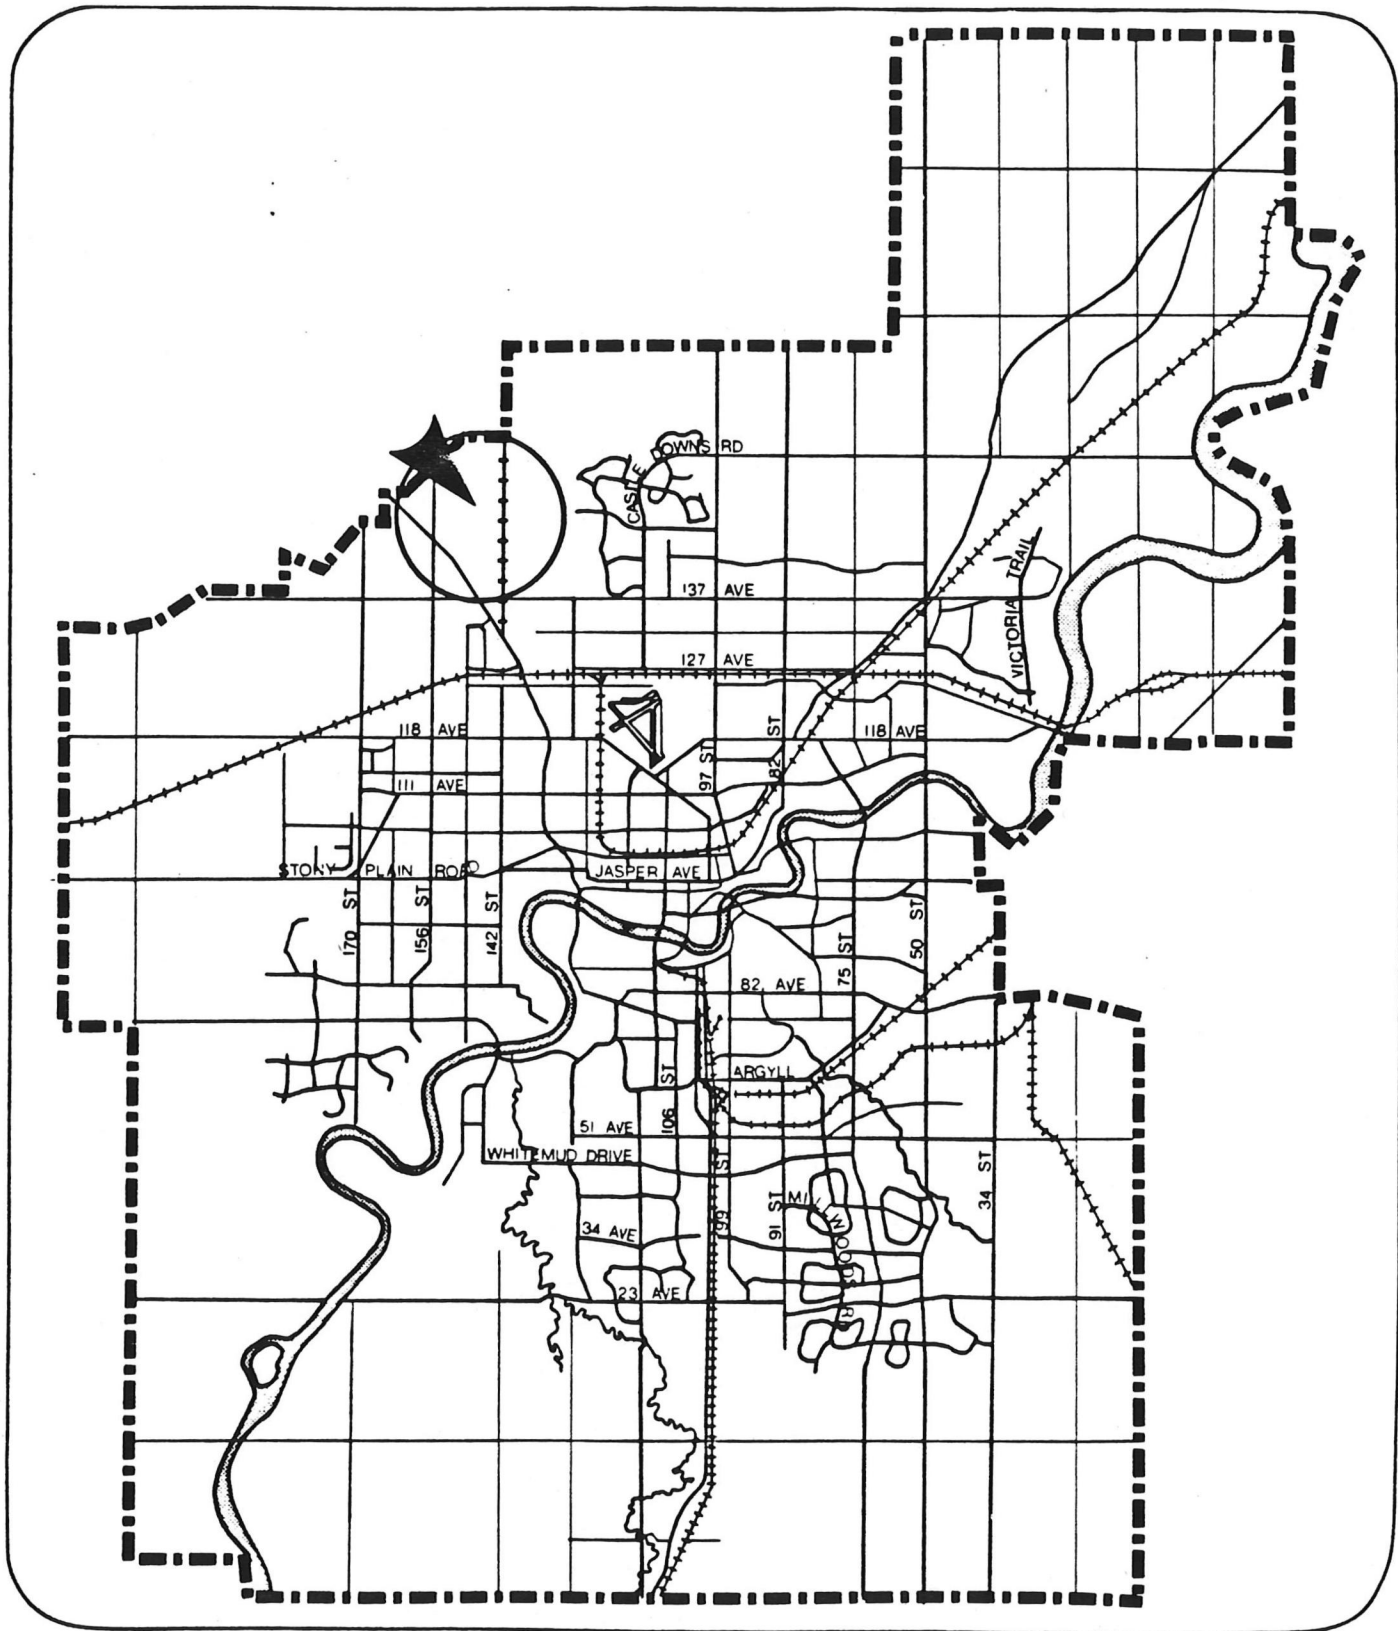 DOWNS RD
CASTLE
137 AVE
VICTORIA TRAIL
127 AVE
118 AVE
118 AVE
82 ST
97 ST
111 AVE
STONY PLAIN ROAD
JASPER AVE
170 ST
156 ST
142 ST
50 ST
75 ST
82 AVE
ARGYLL
106 ST
51 AVE
WHITEMUD DRIVE
99 ST
91 ST
34 ST
MILL WOODS RD
34 AVE
23 AVE